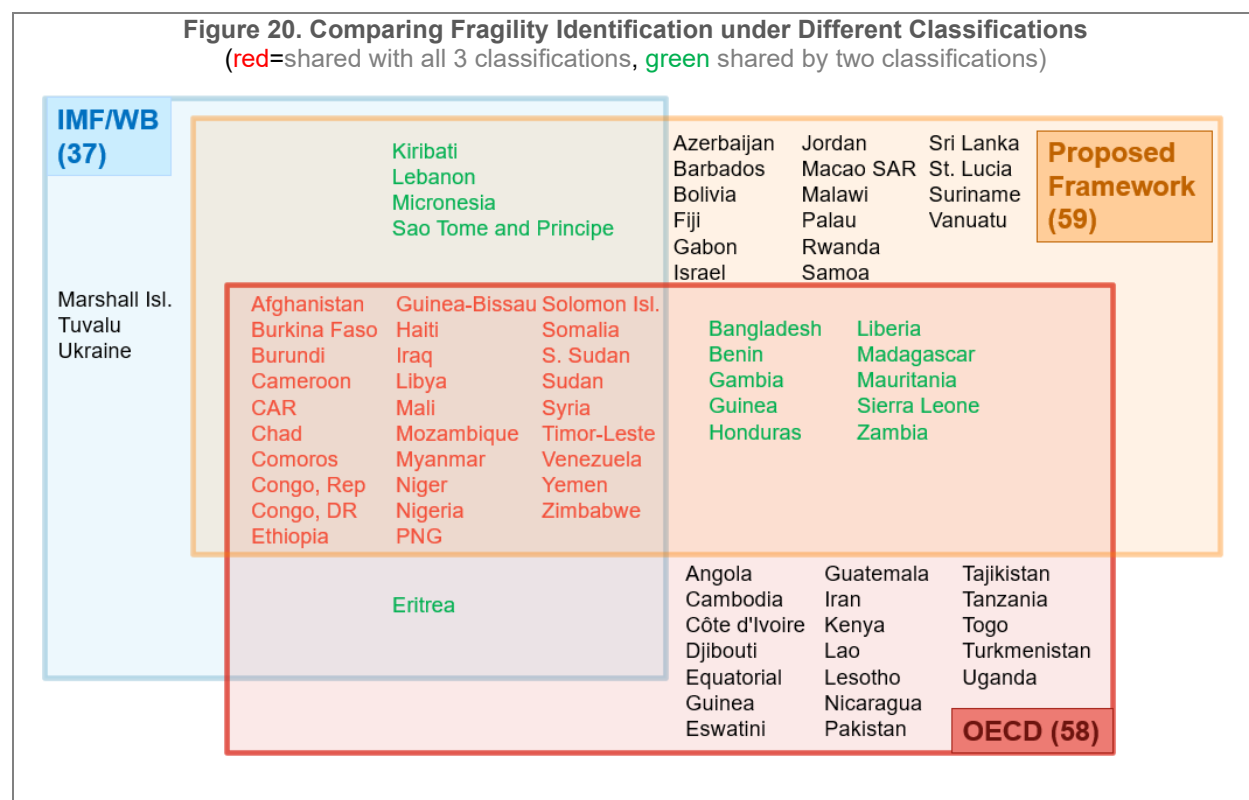 Figure 20. Comparing Fragility Identification under Different Classifications
(red=shared with all 3 classifications, green shared by two classifications)
IMF/WB
(37)
Kiribati
Lebanon
Micronesia
Sao Tome and Principe
Azerbaijan Jordan Sri Lanka
Barbados Macao SAR St. Lucia
Bolivia Malawi Suriname
Fiji Palau Vanuatu
Gabon Rwanda
Israel Samoa
Proposed
Framework
(59)
Marshall Isl.
Tuvalu
Ukraine
Afghanistan Guinea-Bissau Solomon Isl.
Burkina Faso Haiti Somalia
Burundi Iraq S. Sudan
Cameroon Libya Sudan
CAR Mali Syria
Chad Mozambique Timor-Leste
Comoros Myanmar Venezuela
Congo, Rep Niger Yemen
Congo, DR Nigeria Zimbabwe
Ethiopia PNG
Bangladesh Liberia
Benin Madagascar
Gambia Mauritania
Guinea Sierra Leone
Honduras Zambia
Eritrea
Angola Guatemala Tajikistan
Cambodia Iran Tanzania
Côte d'Ivoire Kenya Togo
Djibouti Lao Turkmenistan
Equatorial Lesotho Uganda
Guinea Nicaragua
Eswatini Pakistan
OECD (58)